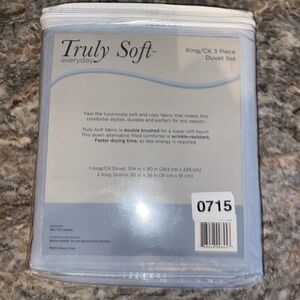 Truly Soft™
everyday
King/CK 3 Piece
Duvet Set
Feel the luxuriously soft and cozy fabric that makes this
comforter stylish, durable and perfect for any season.
Truly Soft fabric is double brushed for a super soft touch.
This down alternative filled comforter is wrinkle-resistant.
Faster drying time, so less energy is required.
1 King/CK Duvet: 104 in x 90 in (264 cm x 229 cm)
2 King Shams: 20 in x 36 in (51 cm x 91 cm)
0715